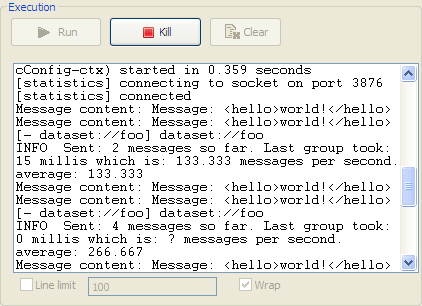 Execution
Run
Kill
Clear
cConfig-ctx) started in 0.359 seconds
[statistics] connecting to socket on port 3876
[statistics] connected
Message content: Message: <hello>world!</hello>
Message content: Message: <hello>world!</hello>
[– dataset://foo] dataset://foo
INFO  Sent: 2 messages so far. Last group took:
15 millis which is: 133.333 messages per second.
average: 133.333
Message content: Message: <hello>world!</hello>
Message content: Message: <hello>world!</hello>
[– dataset://foo] dataset://foo
INFO  Sent: 4 messages so far. Last group took:
0 millis which is: ? messages per second.
average: 266.667
Message content: Message: <hello>world!</hello>
Line limit
100
Wrap